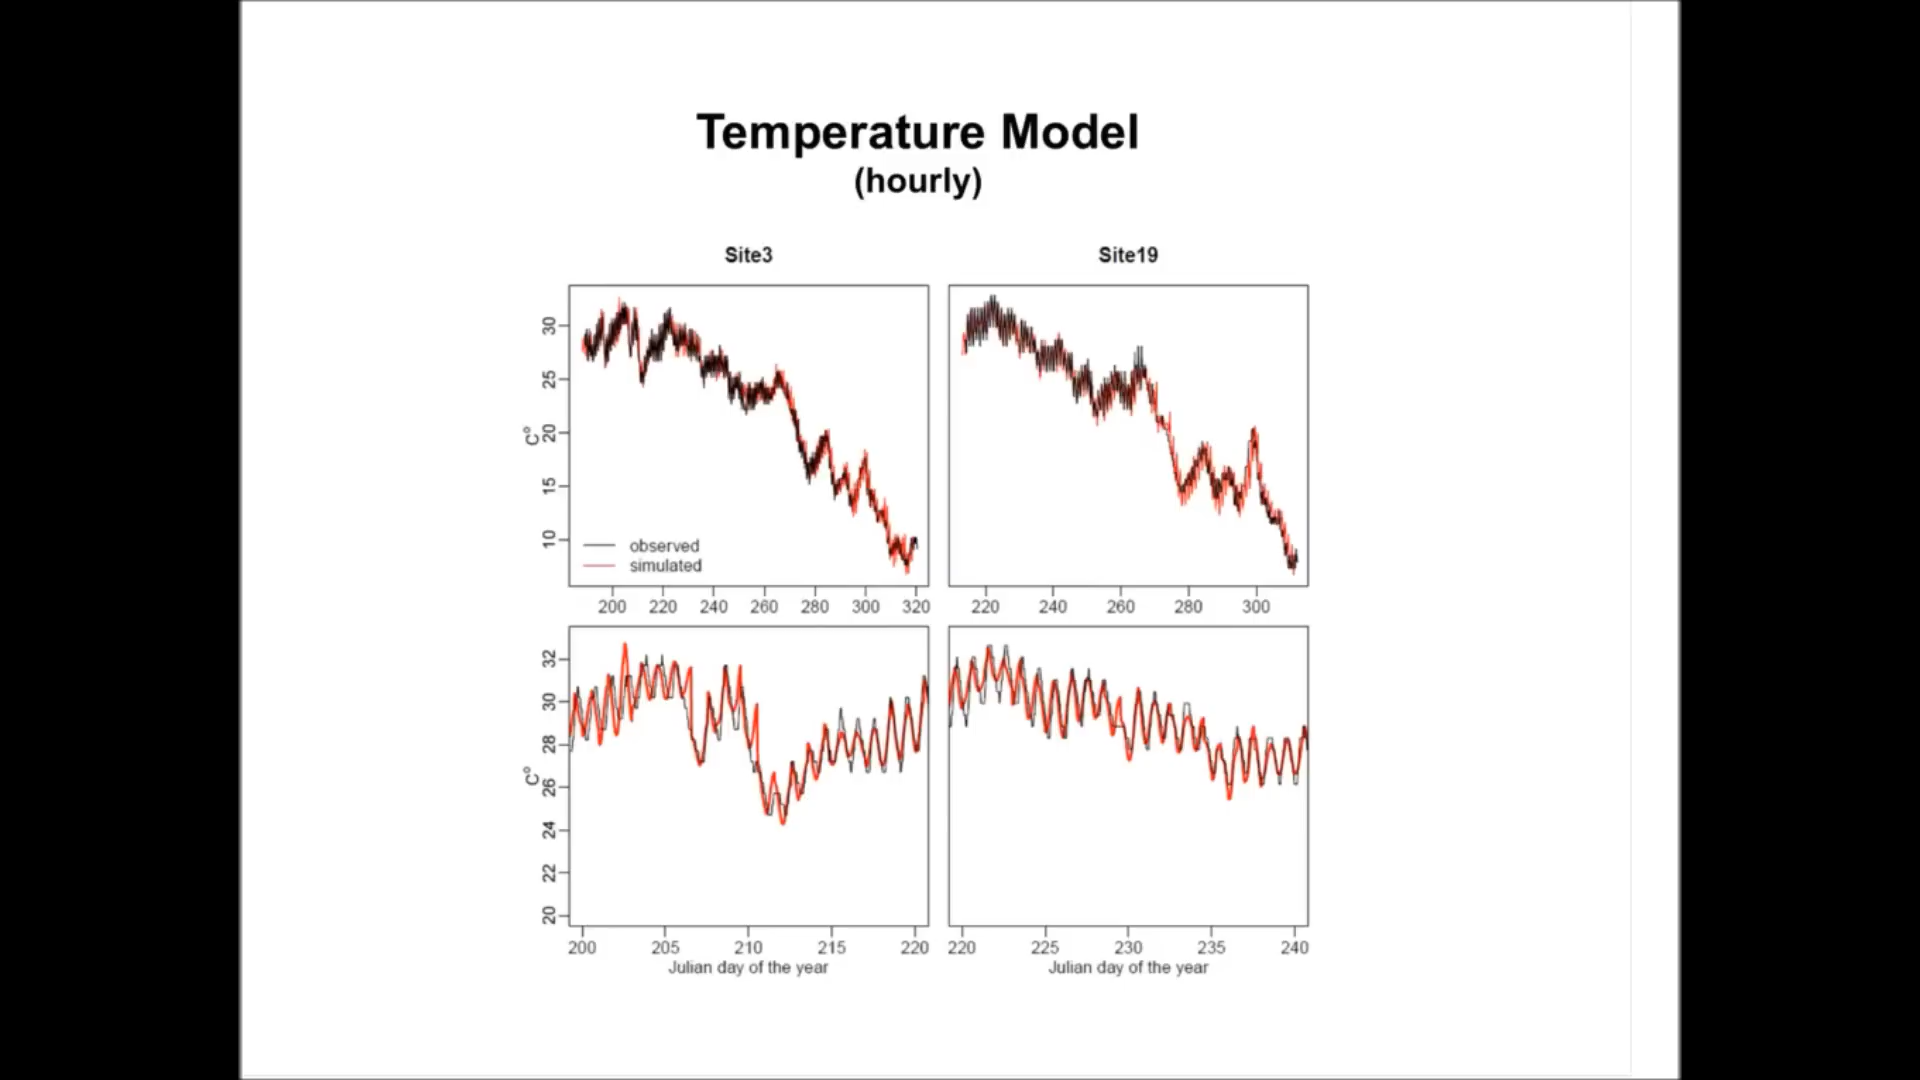 Temperature Model
(hourly)
Site3
Site19
30
25
20
15
10
C°
observed
simulated
200 220 240 260 280 300 320
220 240 260 280 300
32
30
28
26
24
22
20
C°
200 205 210 215 220
220 225 230 235 240
Julian day of the year
Julian day of the year